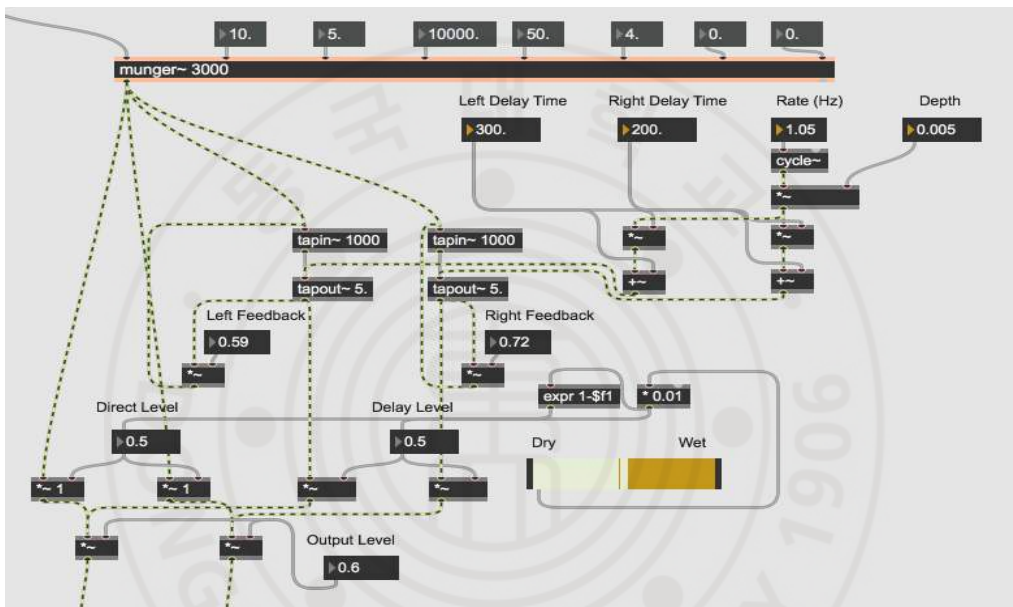 10.
5.
10000.
50.
4.
0.
0.
munger~ 3000
Left Delay Time
Right Delay Time
Rate (Hz)
Depth
300.
200.
1.05
0.005
cycle~
*~
tapin~ 1000
tapin~ 1000
*~
*~
tapout~ 5.
tapout~ 5.
+~
+~
Left Feedback
Right Feedback
0.59
0.72
*~
*~
expr 1-$f1
* 0.01
Direct Level
Delay Level
0.5
0.5
Dry
Wet
*~ 1
*~ 1
*~
*~
*~
*~
Output Level
0.6
1906